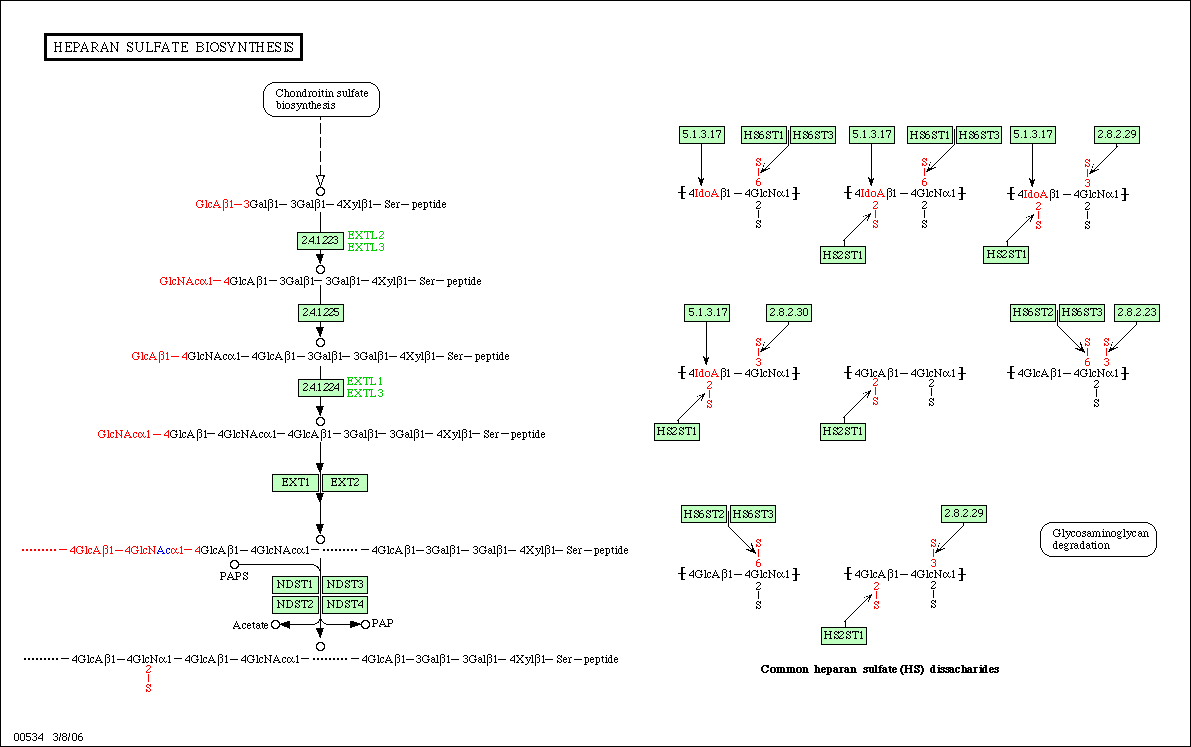 HEPARAN SULFATE BIOSYNTHESIS
Chondroitin sulfate
biosynthesis
GlcAβ1−3Galβ1−3Galβ1−4Xylβ1−Ser−peptide
2.4.1.223
EXTL2
EXTL3
GlcNAcα1−4GlcAβ1−3Galβ1−3Galβ1−4Xylβ1−Ser−peptide
2.4.1.225
GlcAβ1−4GlcNAcα1−4GlcAβ1−3Galβ1−3Galβ1−4Xylβ1−Ser−peptide
2.4.1.224
EXTL1
EXTL3
GlcNAcα1−4GlcAβ1−4GlcNAcα1−4GlcAβ1−3Galβ1−3Galβ1−4Xylβ1−Ser−peptide
EXT1 EXT2
········−4GlcAβ1−4GlcNAcα1−4GlcAβ1−4GlcNAcα1−········−4GlcAβ1−3Galβ1−3Galβ1−4Xylβ1−Ser−peptide
PAPS
NDST1 NDST3
NDST2 NDST4
Acetate PAP
········−4GlcAβ1−4GlcNα1−4GlcAβ1−4GlcNAcα1−········−4GlcAβ1−3Galβ1−3Galβ1−4Xylβ1−Ser−peptide
2
S
5.1.3.17 HS6ST1 HS6ST3
S
6
[4IdoAβ1−4GlcNα1]
2
S
5.1.3.17 HS6ST1 HS6ST3
S
6
[4IdoAβ1−4GlcNα1]
2 2
S S
HS2ST1
5.1.3.17 2.8.2.29
S
3
[4IdoAβ1−4GlcNα1]
2 2
S S
HS2ST1
5.1.3.17 2.8.2.30
S
3
[4IdoAβ1−4GlcNα1]
2
S
HS2ST1
[4GlcAβ1−4GlcNα1]
2 2
S S
HS2ST1
HS6ST2 HS6ST3 2.8.2.23
S S
6 3
[4GlcAβ1−4GlcNα1]
2
S
HS6ST2 HS6ST3
S
6
[4GlcAβ1−4GlcNα1]
2
S
2.8.2.29
S
3
[4GlcAβ1−4GlcNα1]
2 2
S S
HS2ST1
Glycosaminoglycan
degradation
Common heparan sulfate (HS) dissacharides
00534 3/8/06